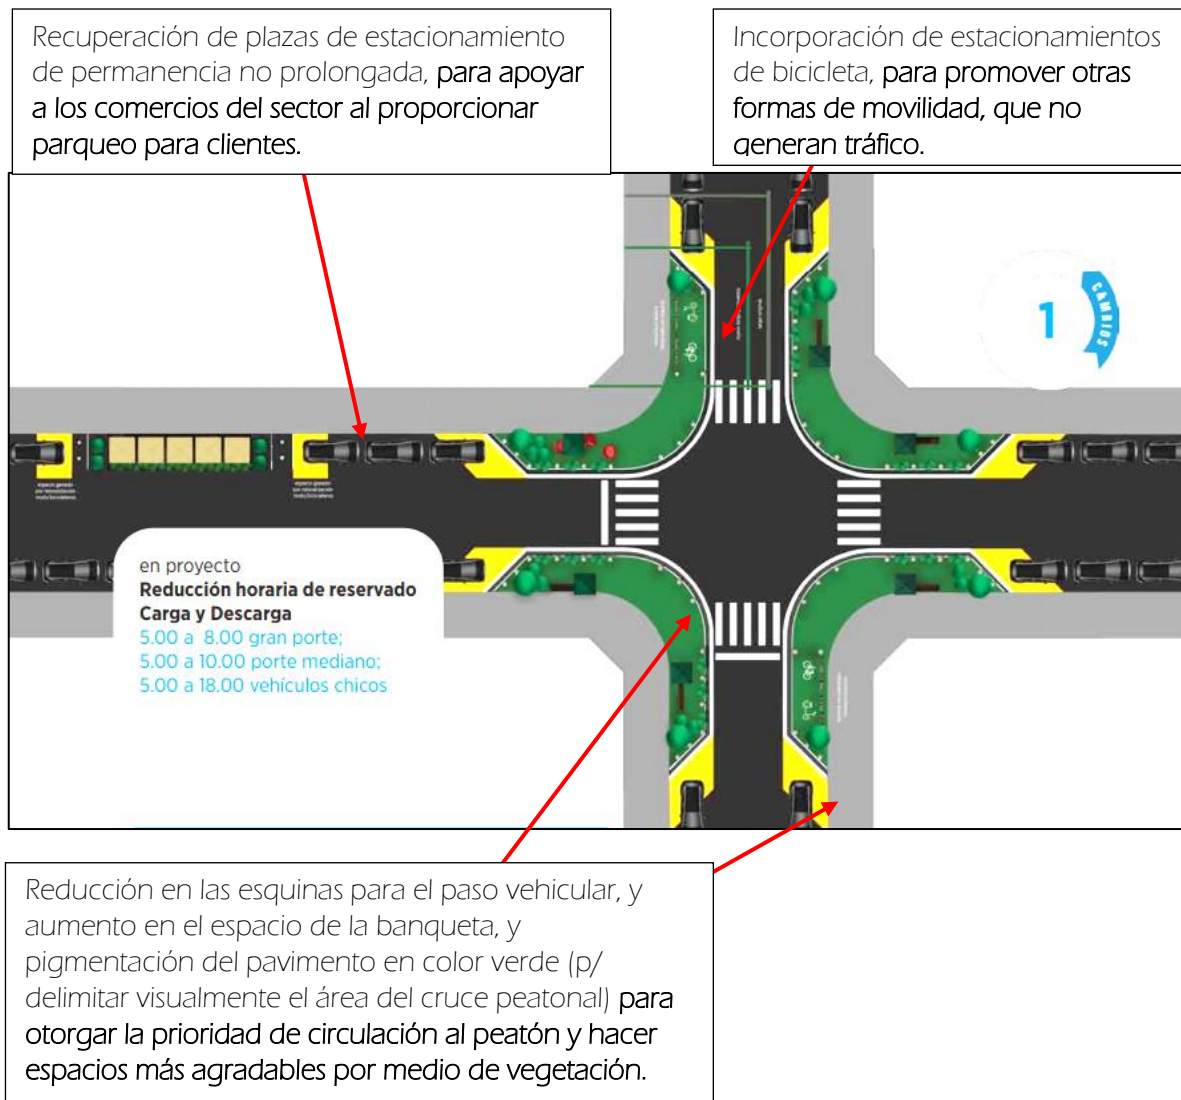 Recuperación de plazas de estacionamiento
de permanencia no prolongada, para apoyar
a los comercios del sector al proporcionar
parqueo para clientes.
Incorporación de estacionamientos
de bicicleta, para promover otras
formas de movilidad, que no
generan tráfico.
1
CAMBIOS
en proyecto
Reducción horaria de reservado
Carga y Descarga
5.00 a 8.00 gran porte;
5.00 a 10.00 porte mediano;
5.00 a 18.00 vehículos chicos
Reducción en las esquinas para el paso vehicular, y
aumento en el espacio de la banqueta, y
pigmentación del pavimento en color verde (p/
delimitar visualmente el área del cruce peatonal) para
otorgar la prioridad de circulación al peatón y hacer
espacios más agradables por medio de vegetación.